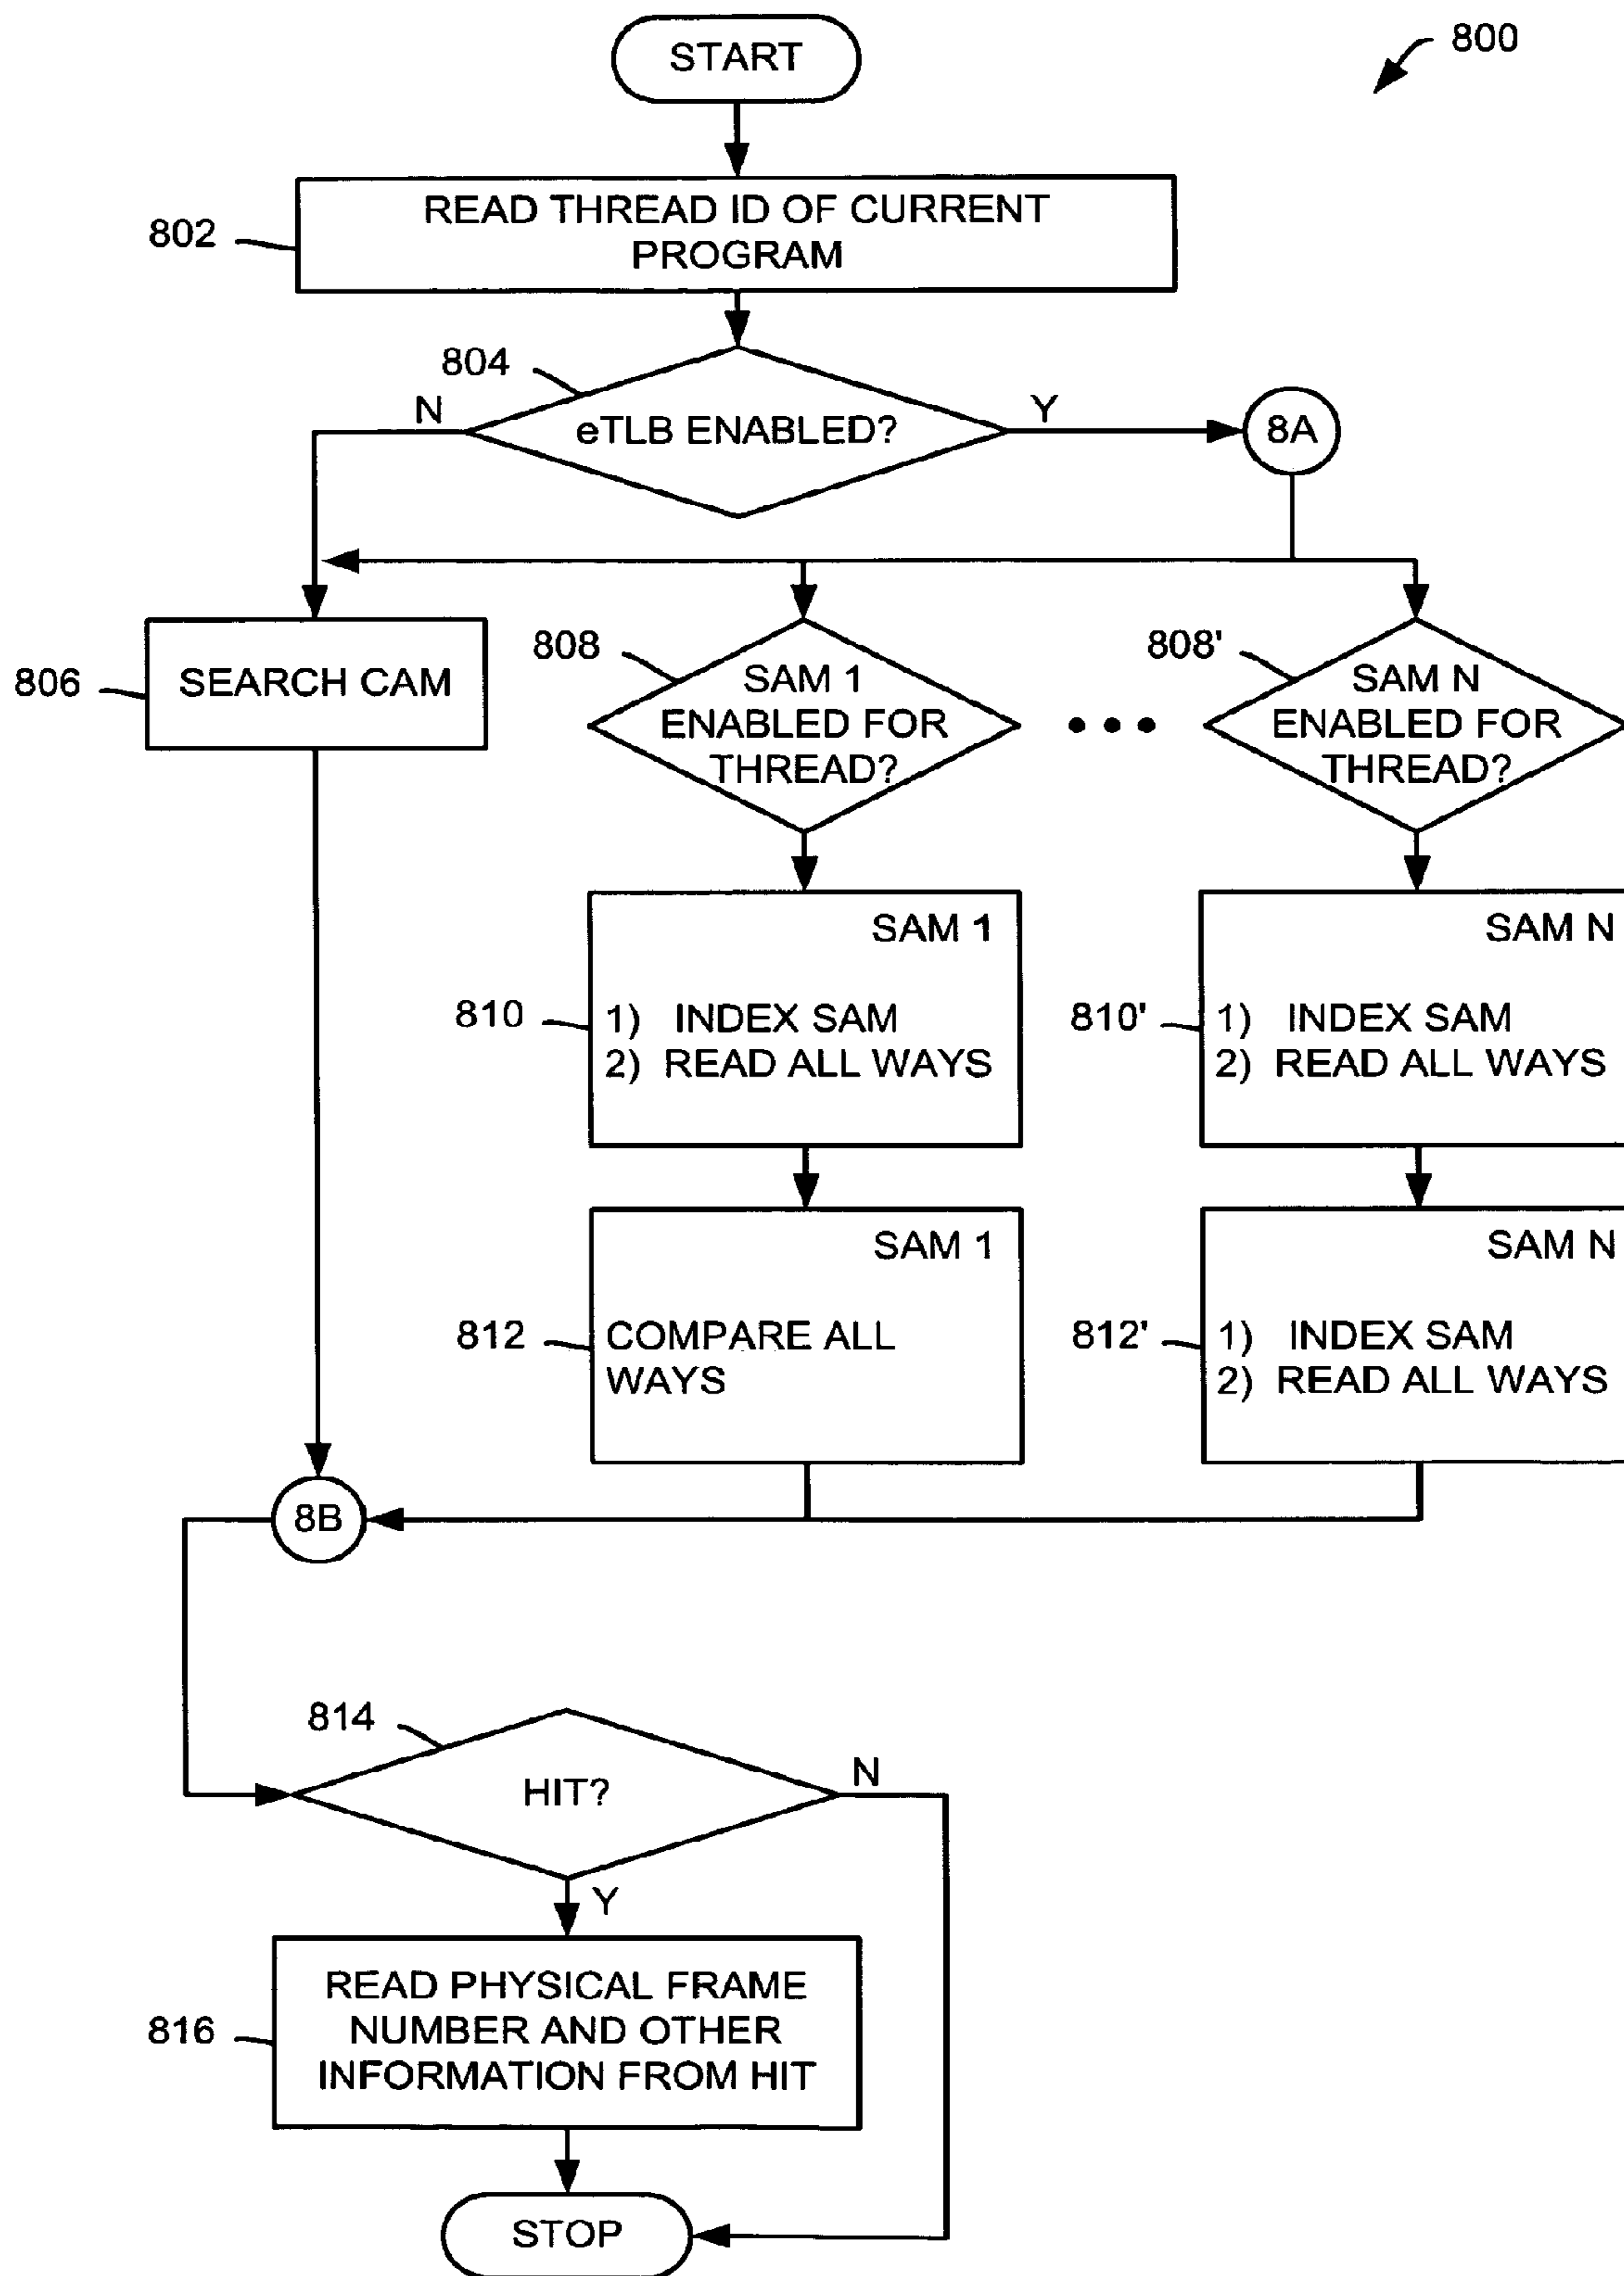 START
800
802
READ THREAD ID OF CURRENT
PROGRAM
804
N
eTLB ENABLED?
Y
8A
806
SEARCH CAM
808
SAM 1
ENABLED FOR
THREAD?
• • •
808'
SAM N
ENABLED FOR
THREAD?
810
SAM 1
1) INDEX SAM
2) READ ALL WAYS
810'
SAM N
1) INDEX SAM
2) READ ALL WAYS
812
SAM 1
COMPARE ALL
WAYS
812'
SAM N
1) INDEX SAM
2) READ ALL WAYS
8B
814
HIT?
N
Y
816
READ PHYSICAL FRAME
NUMBER AND OTHER
INFORMATION FROM HIT
STOP